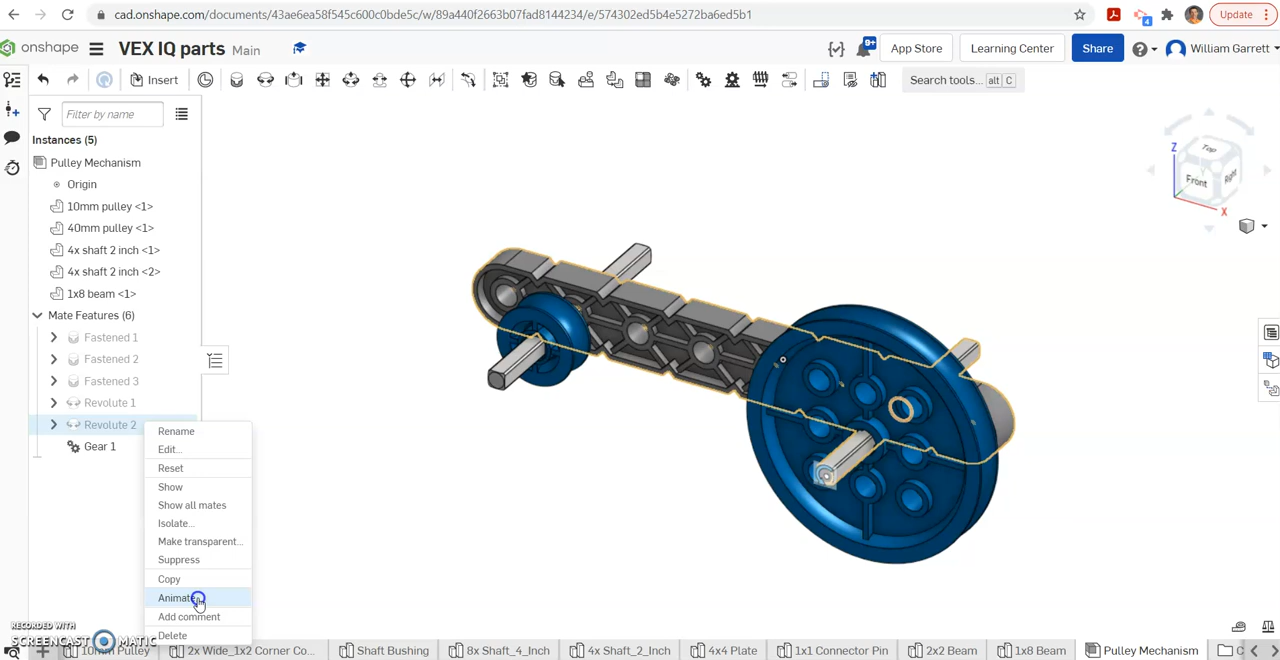 cad.onshape.com/documents/43ae6ea58f545c600c0bde5c/w/09a440f2663b07fad8144234/e/574302ed5b4e5272ba6ed5b1
4
Update
onshape
VEX IQ parts Main
9+
App Store
Learning Center
Share
William Garrett
Insert
Search tools... alt C
Filter by name
Instances (5)
Pulley Mechanism
Origin
10mm pulley <1>
40mm pulley <1>
4x shaft 2 inch <1>
4x shaft 2 inch <2>
1x8 beam <1>
Mate Features (6)
Fastened 1
Fastened 2
Fastened 3
Revolute 1
Revolute 2
Gear 1
Rename
Edit...
Reset
Show
Show all mates
Isolate...
Make transparent...
Suppress
Copy
Animate
Add comment
Delete
Z
Top
Front
Right
X
RECORDED WITH
SCREENCAST MATIC
10mm Pulley
2x Wide_1x2 Corner Co...
Shaft Bushing
8x Shaft_4_Inch
4x Shaft_2_Inch
4x4 Plate
1x1 Connector Pin
2x2 Beam
1x8 Beam
Pulley Mechanism
C